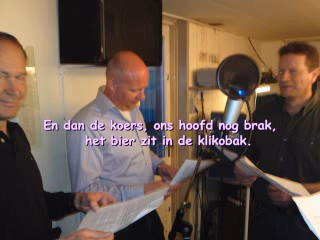 En dan de koers, ons hoofd nog brak,
het bier zit in de klikobak.